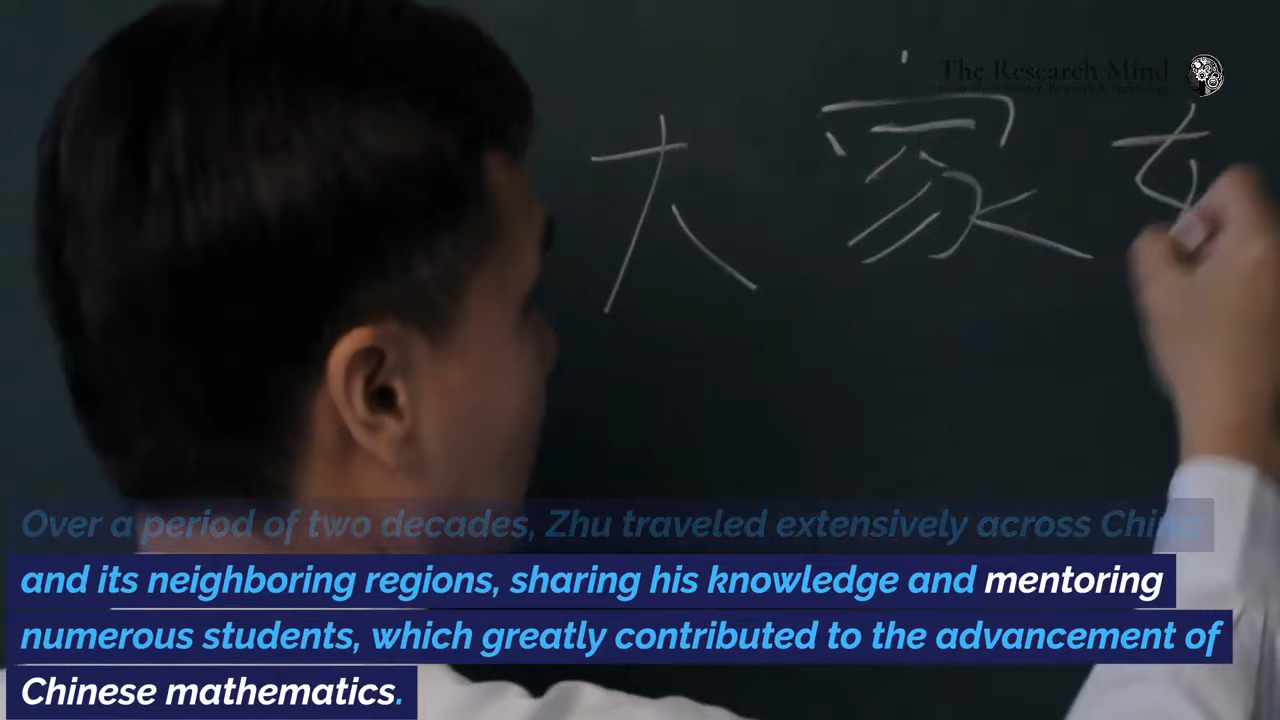 The Research Mind
大家
Over a period of two decades, Zhu traveled extensively across China
and its neighboring regions, sharing his knowledge and mentoring
numerous students, which greatly contributed to the advancement of
Chinese mathematics.